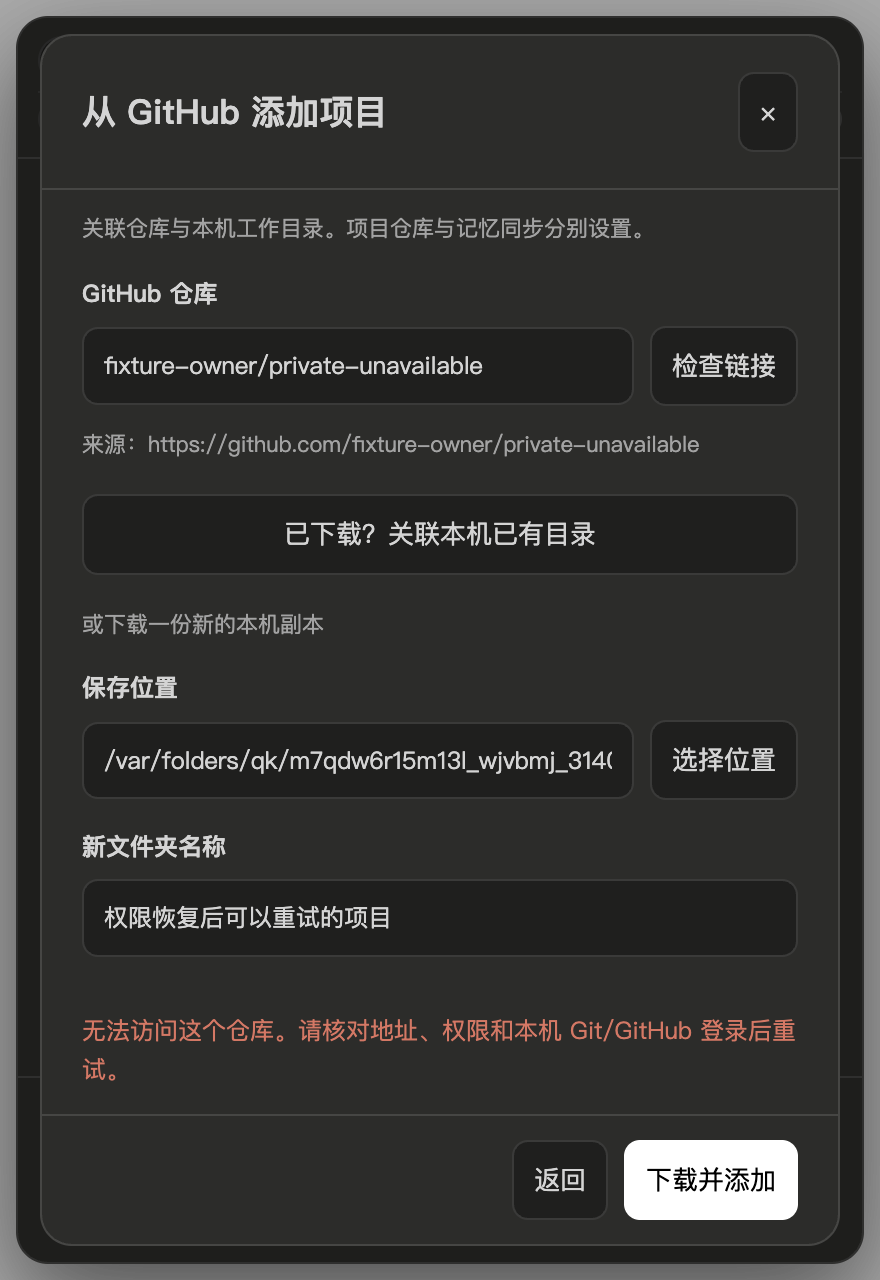 从 GitHub 添加项目
×
关联仓库与本机工作目录。项目仓库与记忆同步分别设置。
GitHub 仓库
fixture-owner/private-unavailable
检查链接
来源：https://github.com/fixture-owner/private-unavailable
已下载？关联本机已有目录
或下载一份新的本机副本
保存位置
/var/folders/qk/m7qdw6r15m13l_wjvbmj_314
选择位置
新文件夹名称
权限恢复后可以重试的项目
无法访问这个仓库。请核对地址、权限和本机 Git/GitHub 登录后重
试。
返回
下载并添加